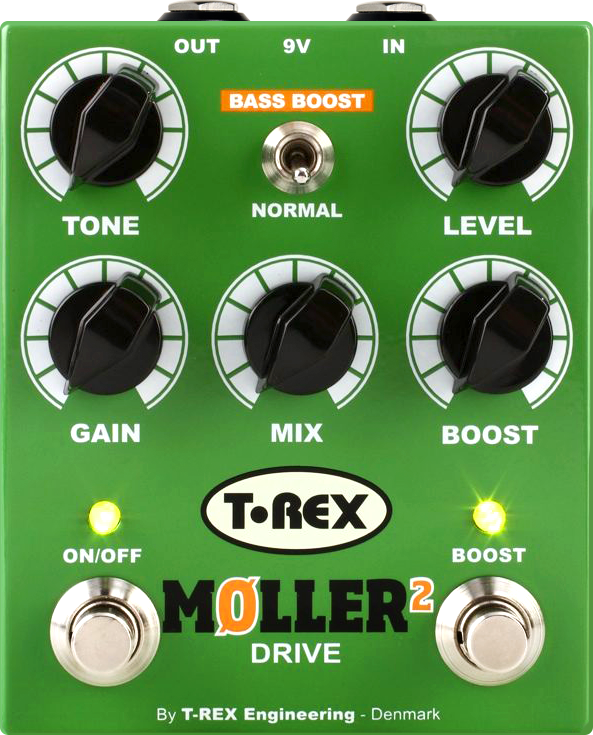 OUT 9V IN
BASS BOOST
NORMAL
TONE LEVEL
GAIN MIX BOOST
T•REX
ON/OFF BOOST
MØLLER²
DRIVE
By T-REX Engineering - Denmark